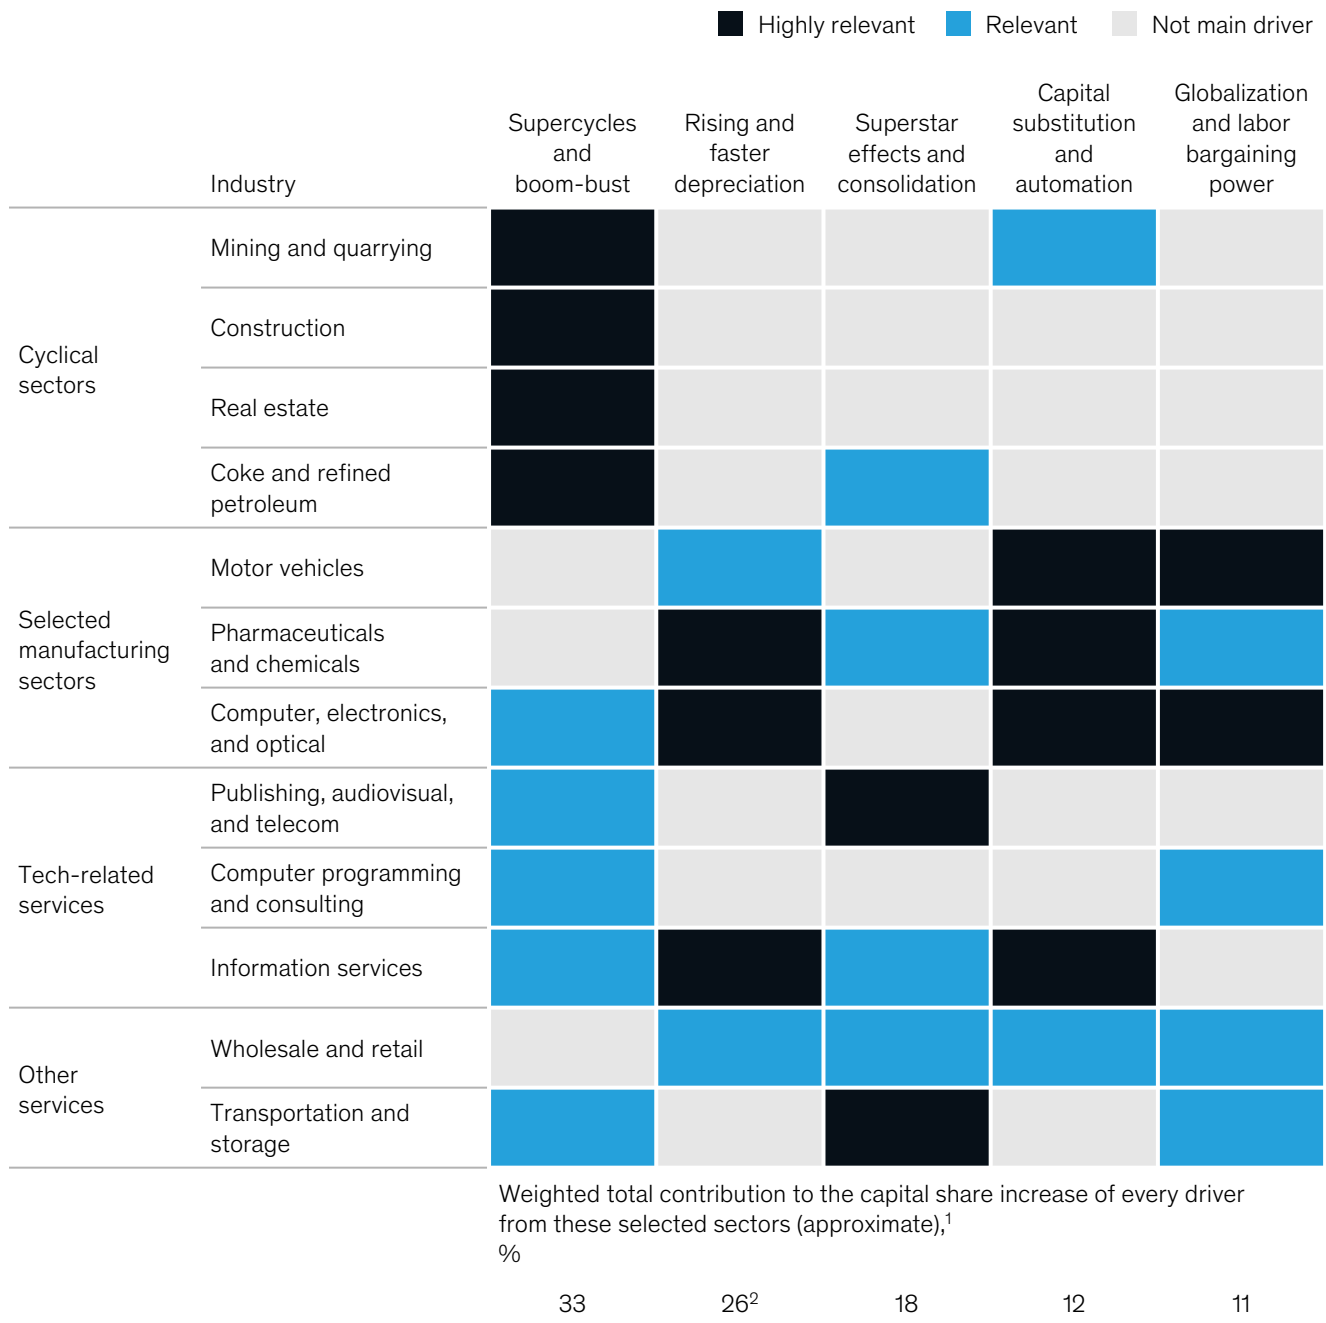 Highly relevant
Relevant
Not main driver
Industry
Supercycles
and
boom-bust
Rising and
faster
depreciation
Superstar
effects and
consolidation
Capital
substitution
and
automation
Globalization
and labor
bargaining
power
Cyclical
sectors
Mining and quarrying
Construction
Real estate
Coke and refined
petroleum
Selected
manufacturing
sectors
Motor vehicles
Pharmaceuticals
and chemicals
Computer, electronics,
and optical
Tech-related
services
Publishing, audiovisual,
and telecom
Computer programming
and consulting
Information services
Other
services
Wholesale and retail
Transportation and
storage
Weighted total contribution to the capital share increase of every driver
from these selected sectors (approximate),¹
%
33 26² 18 12 11